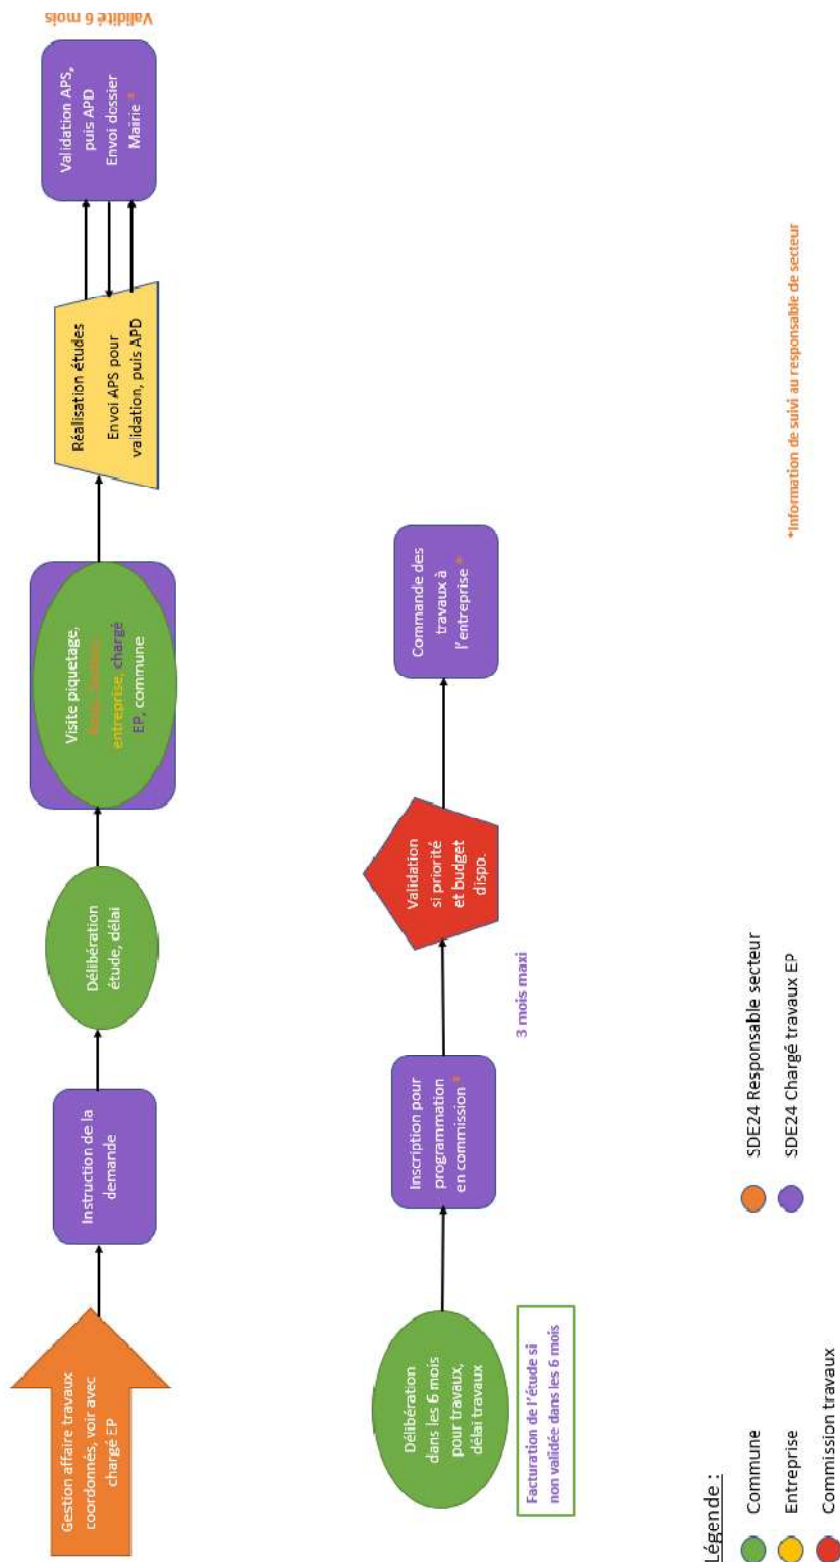 Gestion affaire travaux
coordonnés, voir avec
chargé EP
Instruction de la
demande
Délibération
étude, délai
Visite piquetage,
entreprise, chargé
EP, commune
Réalisation études
Envoi APS pour
validation, puis APD
Validation APS,
puis APD
Envoi dossier
Mairie *
Validité 6 mois
Délibération
dans les 6 mois
pour travaux,
délai travaux
Facturation de l'étude si
non validée dans les 6 mois
Inscription pour
programmation
en commission *
3 mois maxi
Validation
si priorité
et budget
dispo.
Commande des
travaux à
l'entreprise *
*Information de suivi au responsable de secteur
Légende :
Commune
Entreprise
Commission travaux
SDE24 Responsable secteur
SDE24 Chargé travaux EP